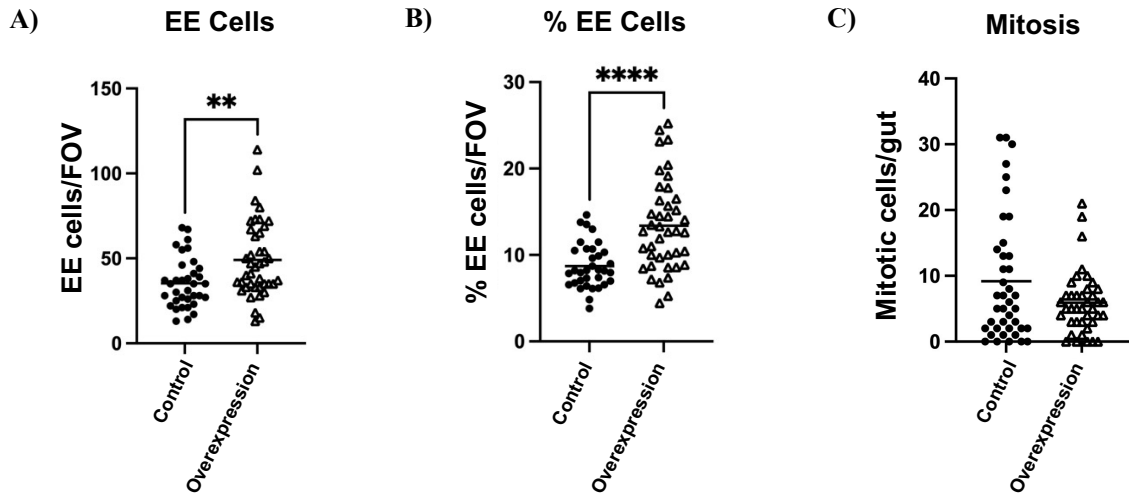 A) EE Cells
EE cells/FOV
150
100
50
0
**
Control
Overexpression
B) % EE Cells
% EE cells/FOV
30
20
10
0
****
Control
Overexpression
C) Mitosis
Mitotic cells/gut
40
30
20
10
0
Control
Overexpression